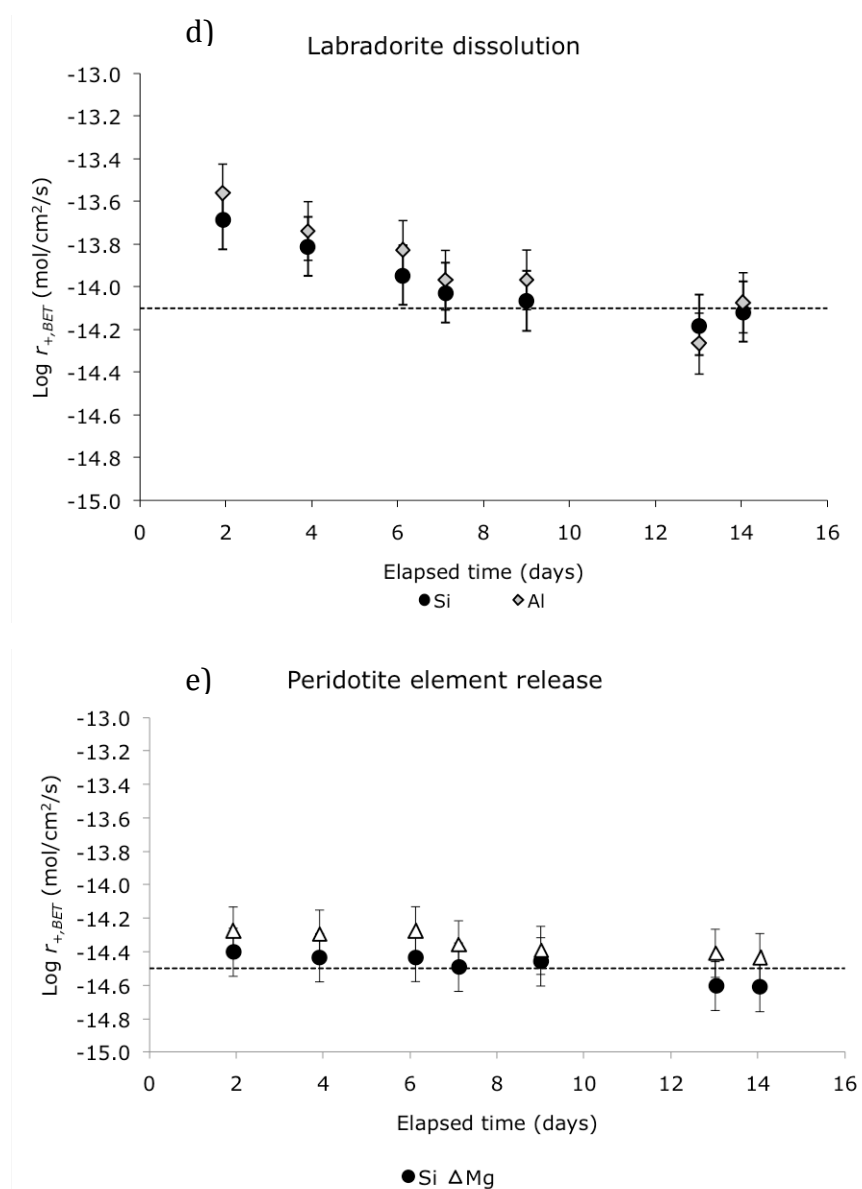 d)
Labradorite dissolution
Log r+,BET (mol/cm²/s)
-13.0
-13.2
-13.4
-13.6
-13.8
-14.0
-14.2
-14.4
-14.6
-14.8
-15.0
0 2 4 6 8 10 12 14 16
Elapsed time (days)
Si Al
e)
Peridotite element release
Log r+,BET (mol/cm²/s)
-13.0
-13.2
-13.4
-13.6
-13.8
-14.0
-14.2
-14.4
-14.6
-14.8
-15.0
0 2 4 6 8 10 12 14 16
Elapsed time (days)
Si Mg